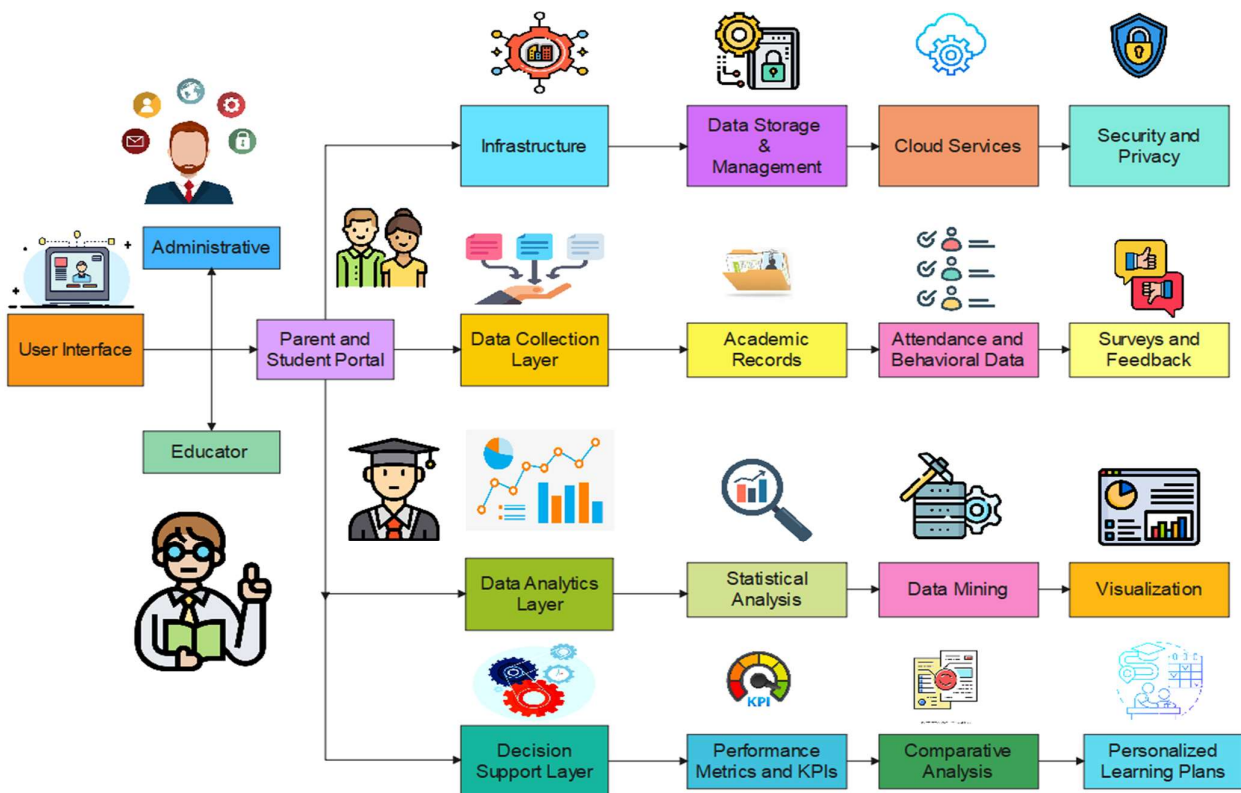 Infrastructure
Data Storage
&
Management
Cloud Services
Security and
Privacy
Administrative
User Interface
Parent and
Student Portal
Data Collection
Layer
Academic
Records
Attendance and
Behavioral Data
Surveys and
Feedback
Educator
Data Analytics
Layer
Statistical
Analysis
Data Mining
Visualization
KPI
Decision
Support Layer
Performance
Metrics and KPIs
Comparative
Analysis
Personalized
Learning Plans